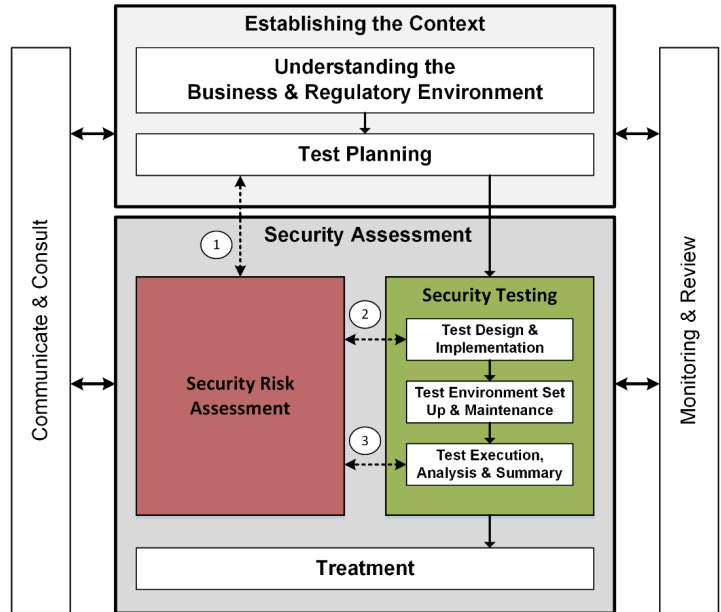 Establishing the Context
Understanding the
Business & Regulatory Environment
Test Planning
Communicate & Consult
Monitoring & Review
Security Assessment
1
Security Risk
Assessment
2
3
Security Testing
Test Design &
Implementation
Test Environment Set
Up & Maintenance
Test Execution,
Analysis & Summary
Treatment